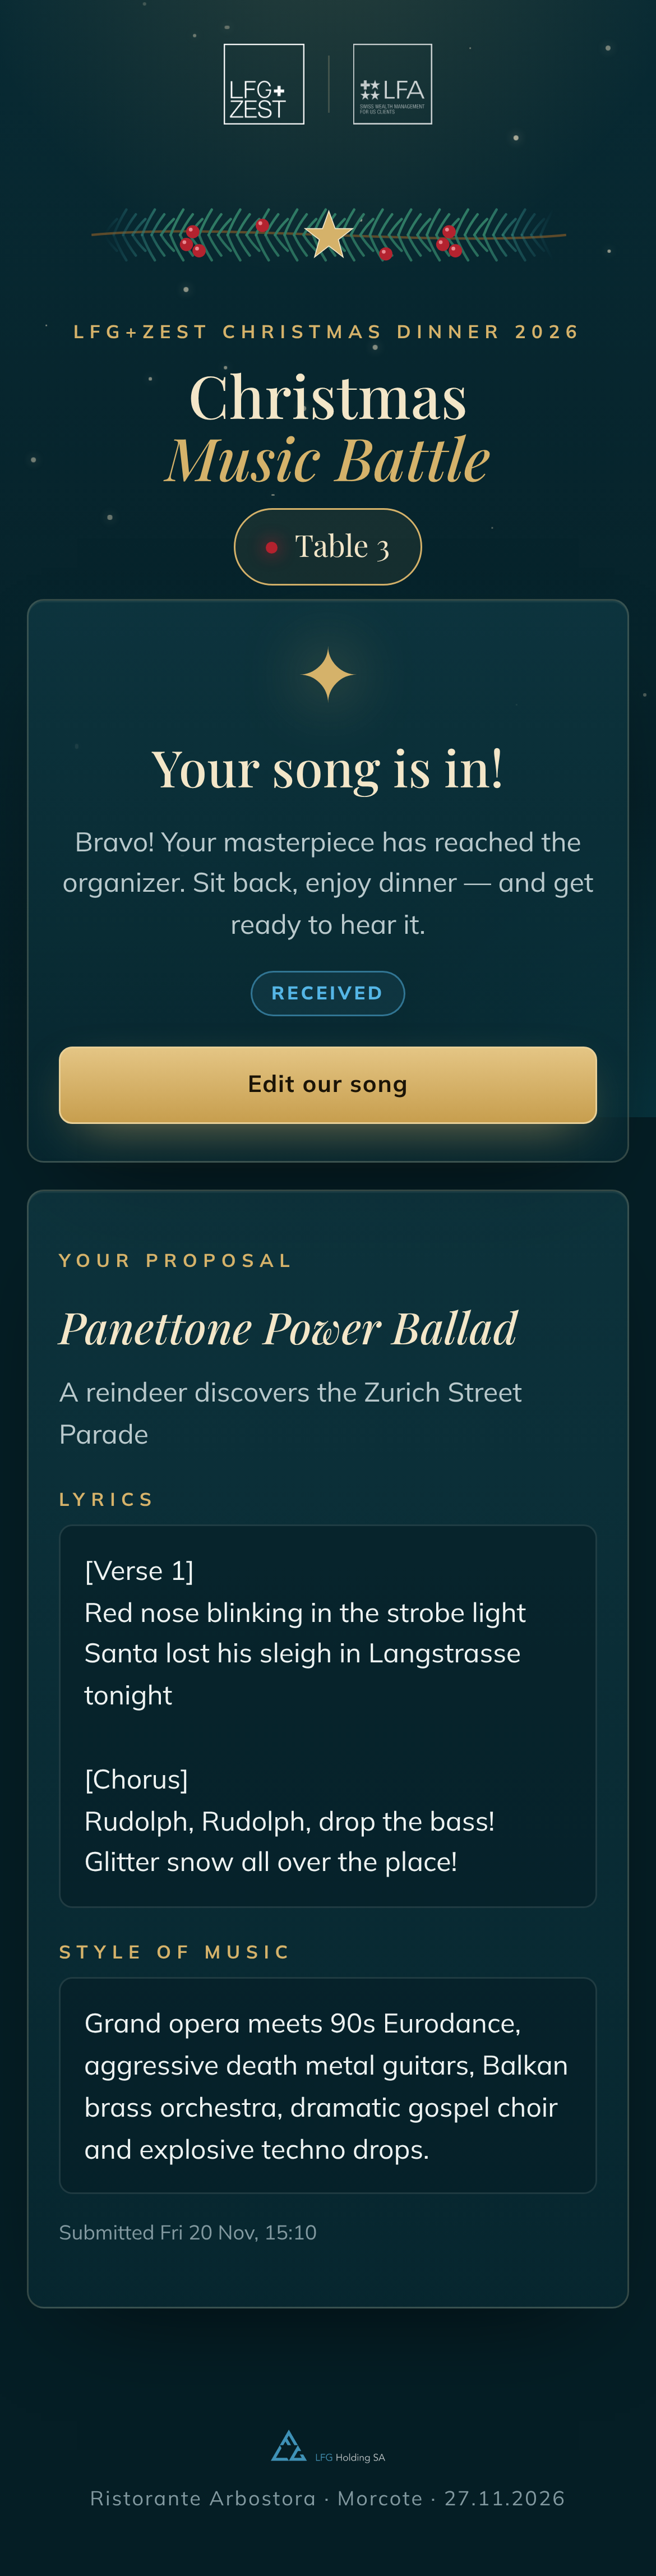 LFG+
ZEST
LFA
SWISS WEALTH MANAGEMENT
FOR US CLIENTS
LFG+ZEST CHRISTMAS DINNER 2026
Christmas
Music Battle
Table 3
Your song is in!
Bravo! Your masterpiece has reached the
organizer. Sit back, enjoy dinner — and get
ready to hear it.
RECEIVED
Edit our song
YOUR PROPOSAL
Panettone Power Ballad
A reindeer discovers the Zurich Street
Parade
LYRICS
[Verse 1]
Red nose blinking in the strobe light
Santa lost his sleigh in Langstrasse
tonight
[Chorus]
Rudolph, Rudolph, drop the bass!
Glitter snow all over the place!
STYLE OF MUSIC
Grand opera meets 90s Eurodance,
aggressive death metal guitars, Balkan
brass orchestra, dramatic gospel choir
and explosive techno drops.
Submitted Fri 20 Nov, 15:10
LFG Holding SA
Ristorante Arbostora · Morcote · 27.11.2026